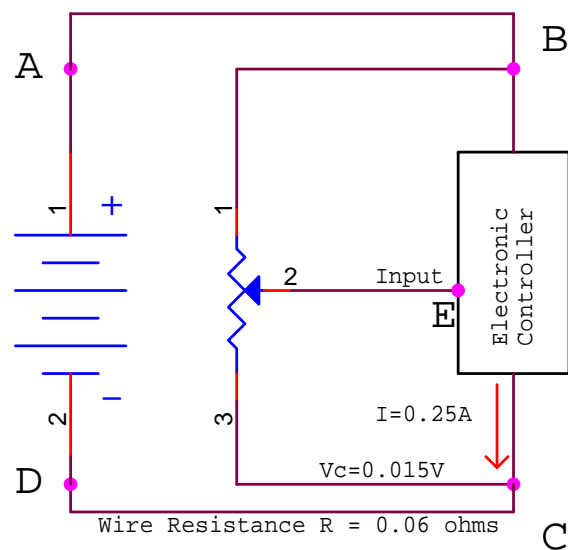 B
A
+
1
1
2
Input
E
Electronic
Controller
−
2
3
I=0.25A
D
Vc=0.015V
Wire Resistance R = 0.06 ohms
C